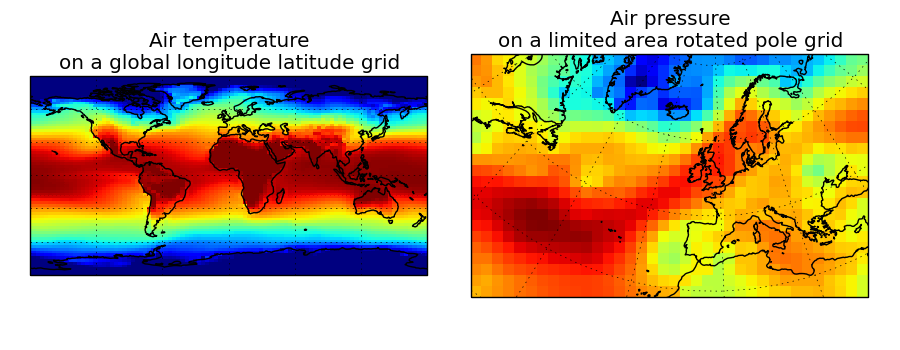 Air temperature
on a global longitude latitude grid
Air pressure
on a limited area rotated pole grid